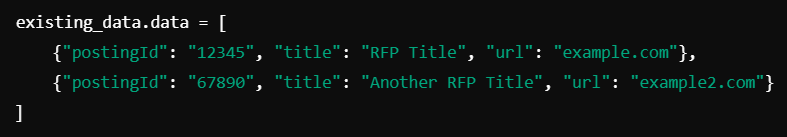 existing_data.data = [
    {"postingId": "12345", "title": "RFP Title", "url": "example.com"},
    {"postingId": "67890", "title": "Another RFP Title", "url": "example2.com"}
]